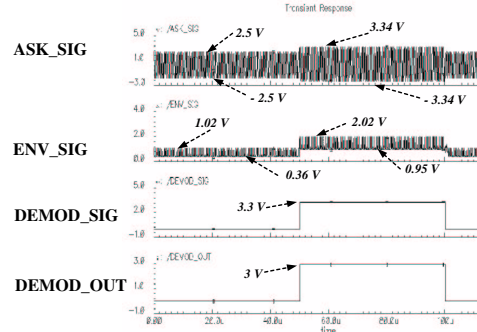 Transient Response
/ASK_SIG
ASK_SIG
5.0
1.0
-3.0
2.5 V
3.34 V
- 2.5 V
- 3.34 V
/ENV_SIG
ENV_SIG
4.0
2.0
0.0
1.02 V
2.02 V
0.36 V
0.95 V
/DEMOD_SIG
DEMOD_SIG
5.0
2.0
-1.0
3.3 V
/DEMOD_OUT
DEMOD_OUT
3.0
1.0
-1.0
3 V
0.00 20.0u 40.0u 60.0u 80.0u 100u
time